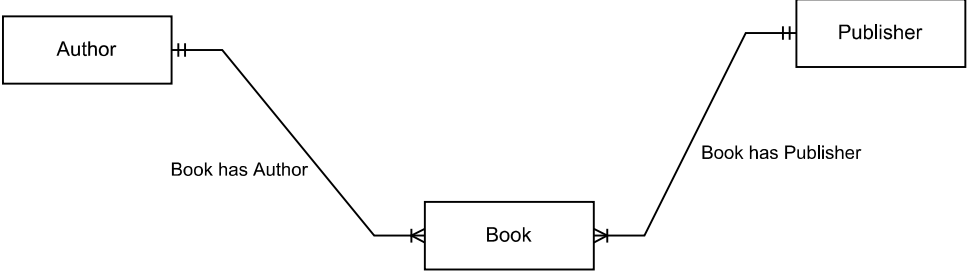 Author
Publisher
Book has Publisher
Book has Author
Book